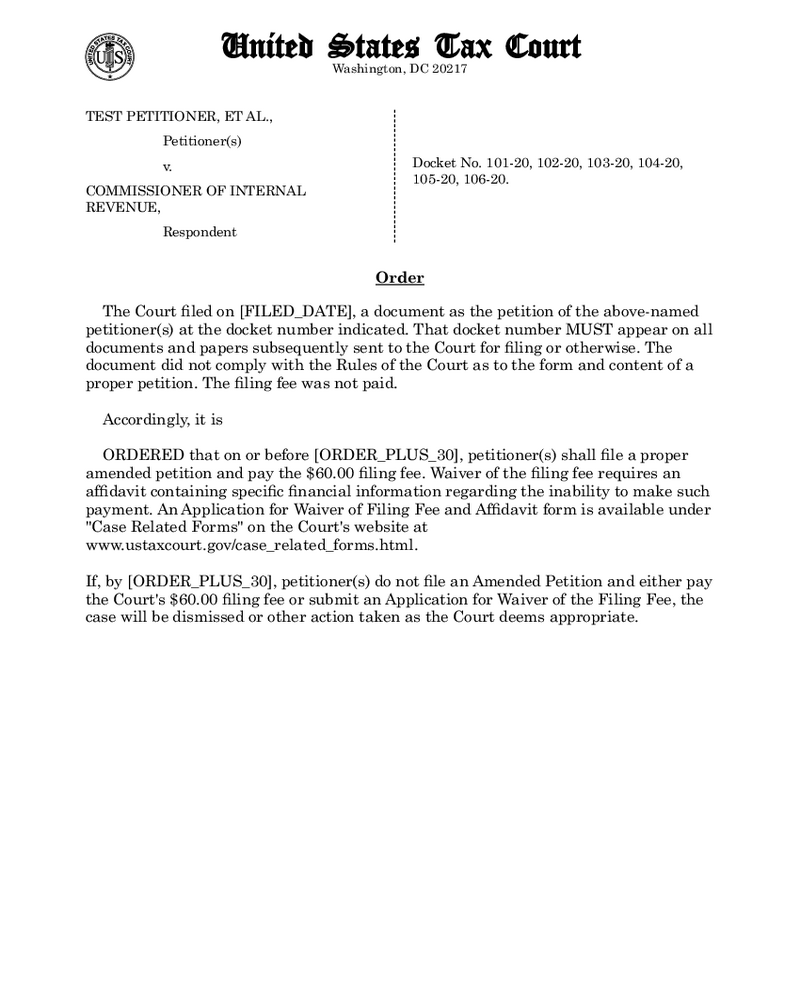 United States Tax Court
Washington, DC 20217
TEST PETITIONER, ET AL.,
Petitioner(s)
v.
COMMISSIONER OF INTERNAL
REVENUE,
Respondent
Docket No. 101-20, 102-20, 103-20, 104-20,
105-20, 106-20.
Order
The Court filed on [FILED_DATE], a document as the petition of the above-named
petitioner(s) at the docket number indicated. That docket number MUST appear on all
documents and papers subsequently sent to the Court for filing or otherwise. The
document did not comply with the Rules of the Court as to the form and content of a
proper petition. The filing fee was not paid.
Accordingly, it is
ORDERED that on or before [ORDER_PLUS_30], petitioner(s) shall file a proper
amended petition and pay the $60.00 filing fee. Waiver of the filing fee requires an
affidavit containing specific financial information regarding the inability to make such
payment. An Application for Waiver of Filing Fee and Affidavit form is available under
"Case Related Forms" on the Court's website at
www.ustaxcourt.gov/case_related_forms.html.
If, by [ORDER_PLUS_30], petitioner(s) do not file an Amended Petition and either pay
the Court's $60.00 filing fee or submit an Application for Waiver of the Filing Fee, the
case will be dismissed or other action taken as the Court deems appropriate.
UNITED STATES TAX COURT
US